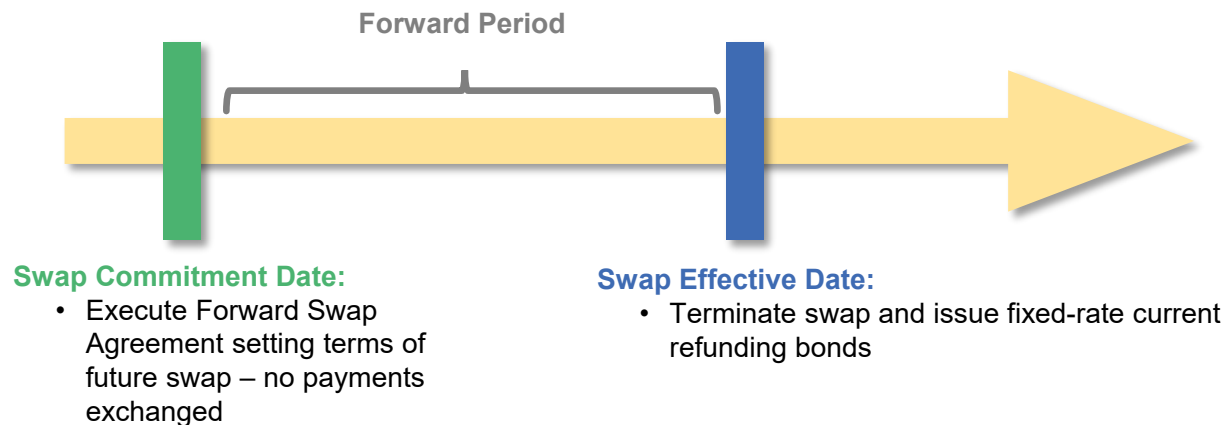 Forward Period
Swap Commitment Date:
• Execute Forward Swap
Agreement setting terms of
future swap – no payments
exchanged
Swap Effective Date:
• Terminate swap and issue fixed-rate current
refunding bonds